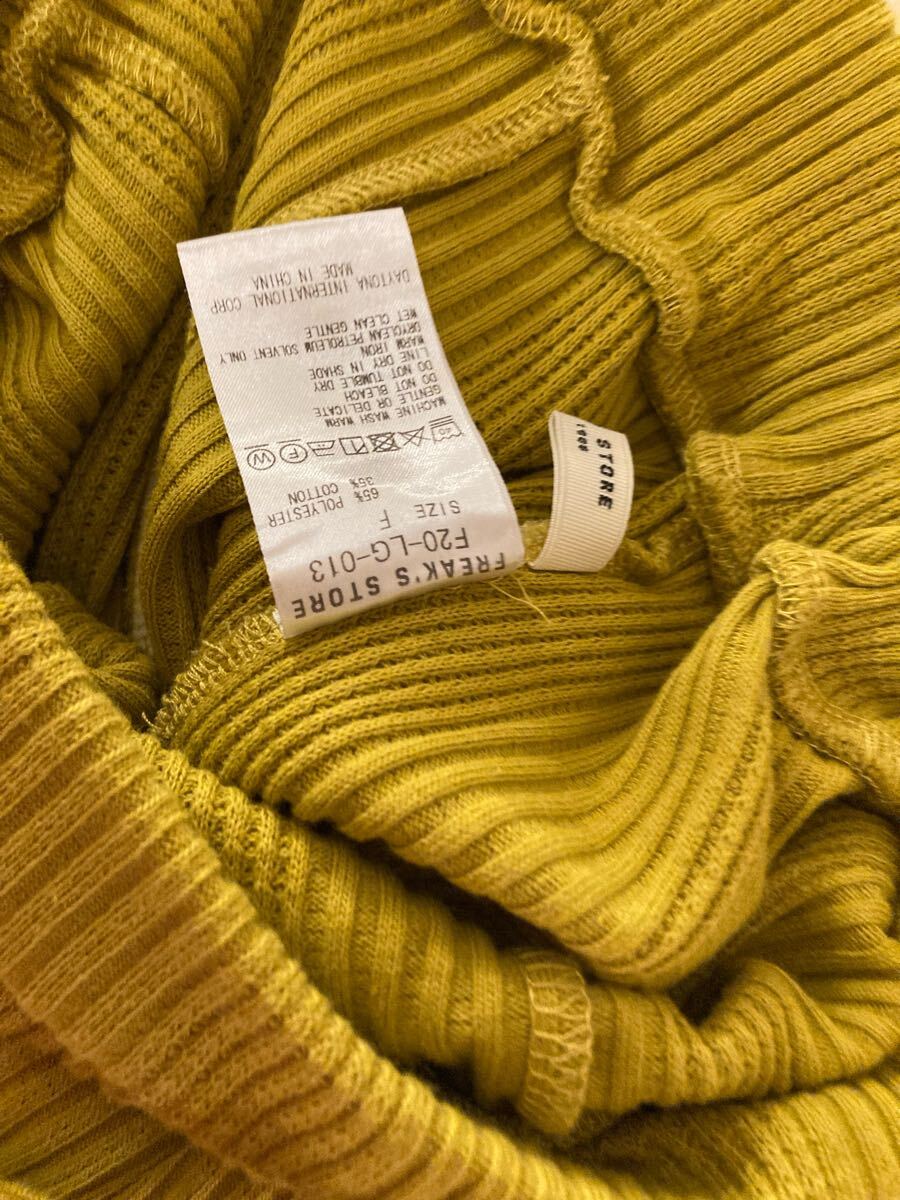 FREAK'S STORE
F20-LG-013
SIZE F
65% POLYESTER
35% COTTON
MACHINE WASH WARM
GENTLE OR DELICATE
DO NOT BLEACH
DO NOT TUMBLE DRY
LINE DRY IN SHADE
WARM IRON
DRYCLEAN PETROLEUM SOLVENT ONLY
WET CLEAN GENTLE
DAYTONA INTERNATIONAL CORP
MADE IN CHINA
STORE